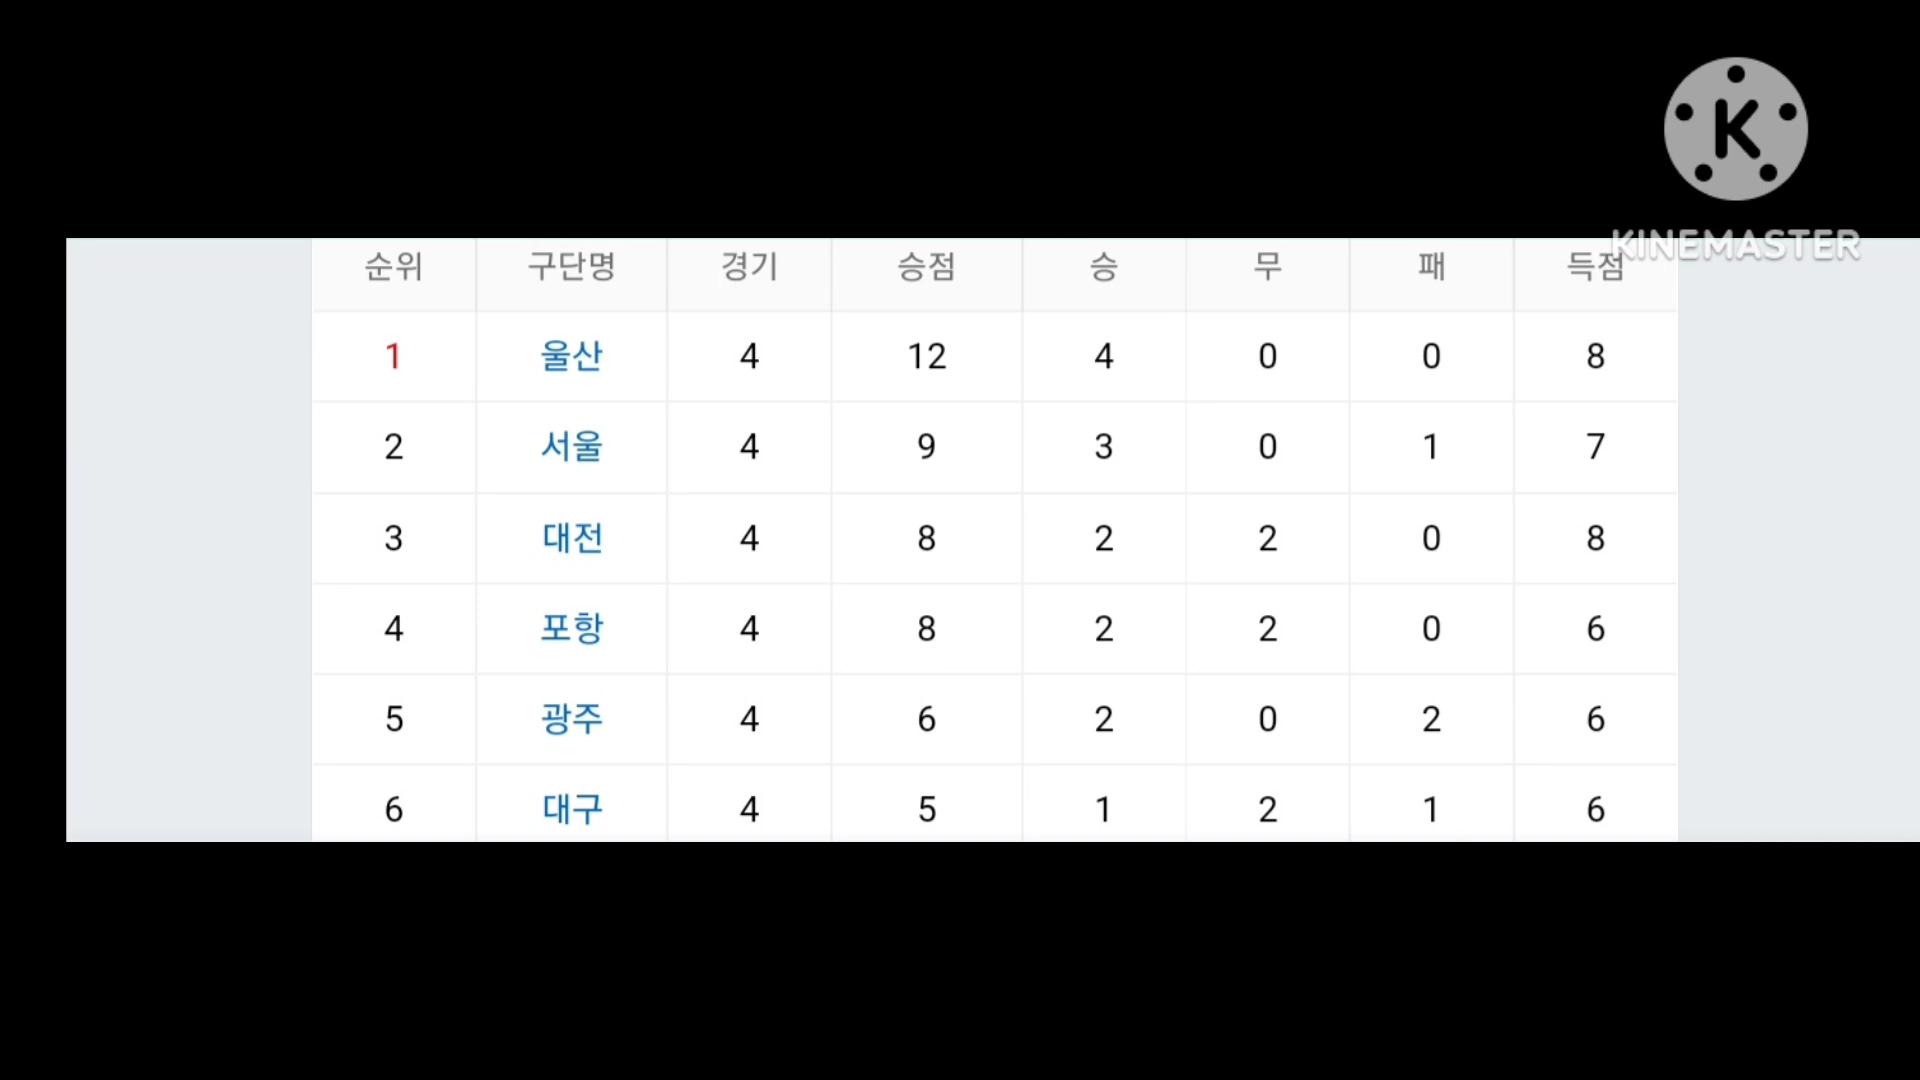 K
KINEMASTER
순위 구단명 경기 승점 승 무 패 득점
1 울산 4 12 4 0 0 8
2 서울 4 9 3 0 1 7
3 대전 4 8 2 2 0 8
4 포항 4 8 2 2 0 6
5 광주 4 6 2 0 2 6
6 대구 4 5 1 2 1 6